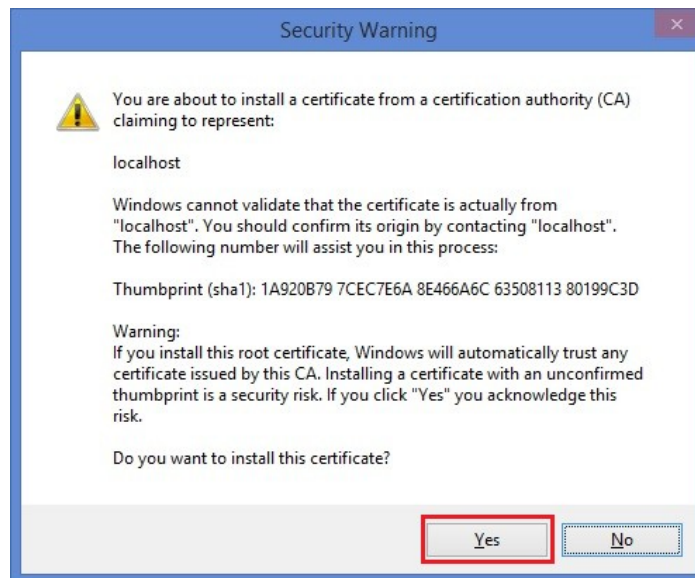 Security Warning
You are about to install a certificate from a certification authority (CA)
claiming to represent:
localhost
Windows cannot validate that the certificate is actually from
"localhost". You should confirm its origin by contacting "localhost".
The following number will assist you in this process:
Thumbprint (sha1): 1A920B79 7CEC7E6A 8E466A6C 63508113 80199C3D
Warning:
If you install this root certificate, Windows will automatically trust any
certificate issued by this CA. Installing a certificate with an unconfirmed
thumbprint is a security risk. If you click "Yes" you acknowledge this
risk.
Do you want to install this certificate?
Yes No